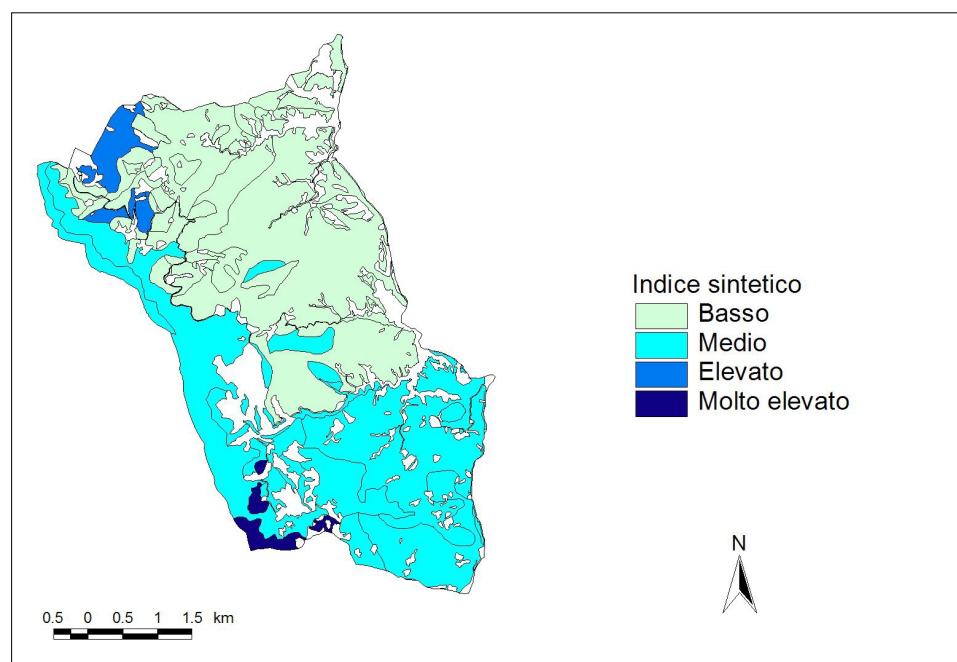 Indice sintetico
Basso
Medio
Elevato
Molto elevato
N
0.5 0 0.5 1 1.5 km